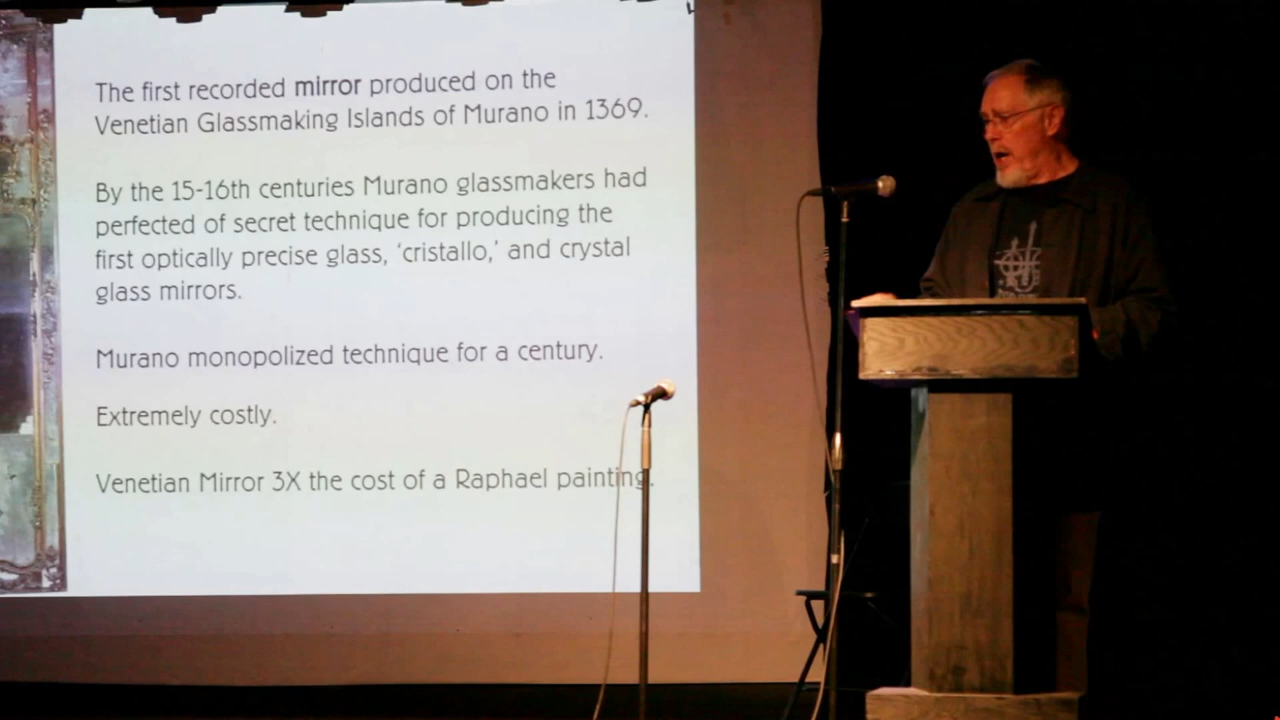 The first recorded mirror produced on the
Venetian Glassmaking Islands of Murano in 1369.
By the 15-16th centuries Murano glassmakers had
perfected of secret technique for producing the
first optically precise glass, ‘cristallo,’ and crystal
glass mirrors.
Murano monopolized technique for a century.
Extremely costly.
Venetian Mirror 3X the cost of a Raphael painting.